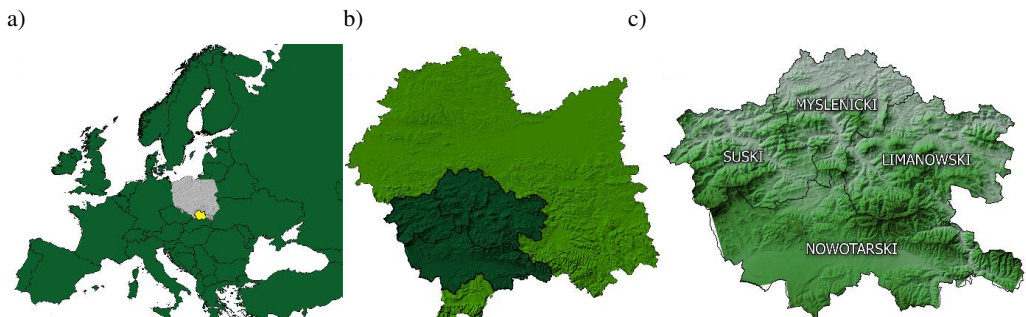 a)
b)
c)
MYSLENICKI
SUSKI
LIMANOWSKI
NOWOTARSKI